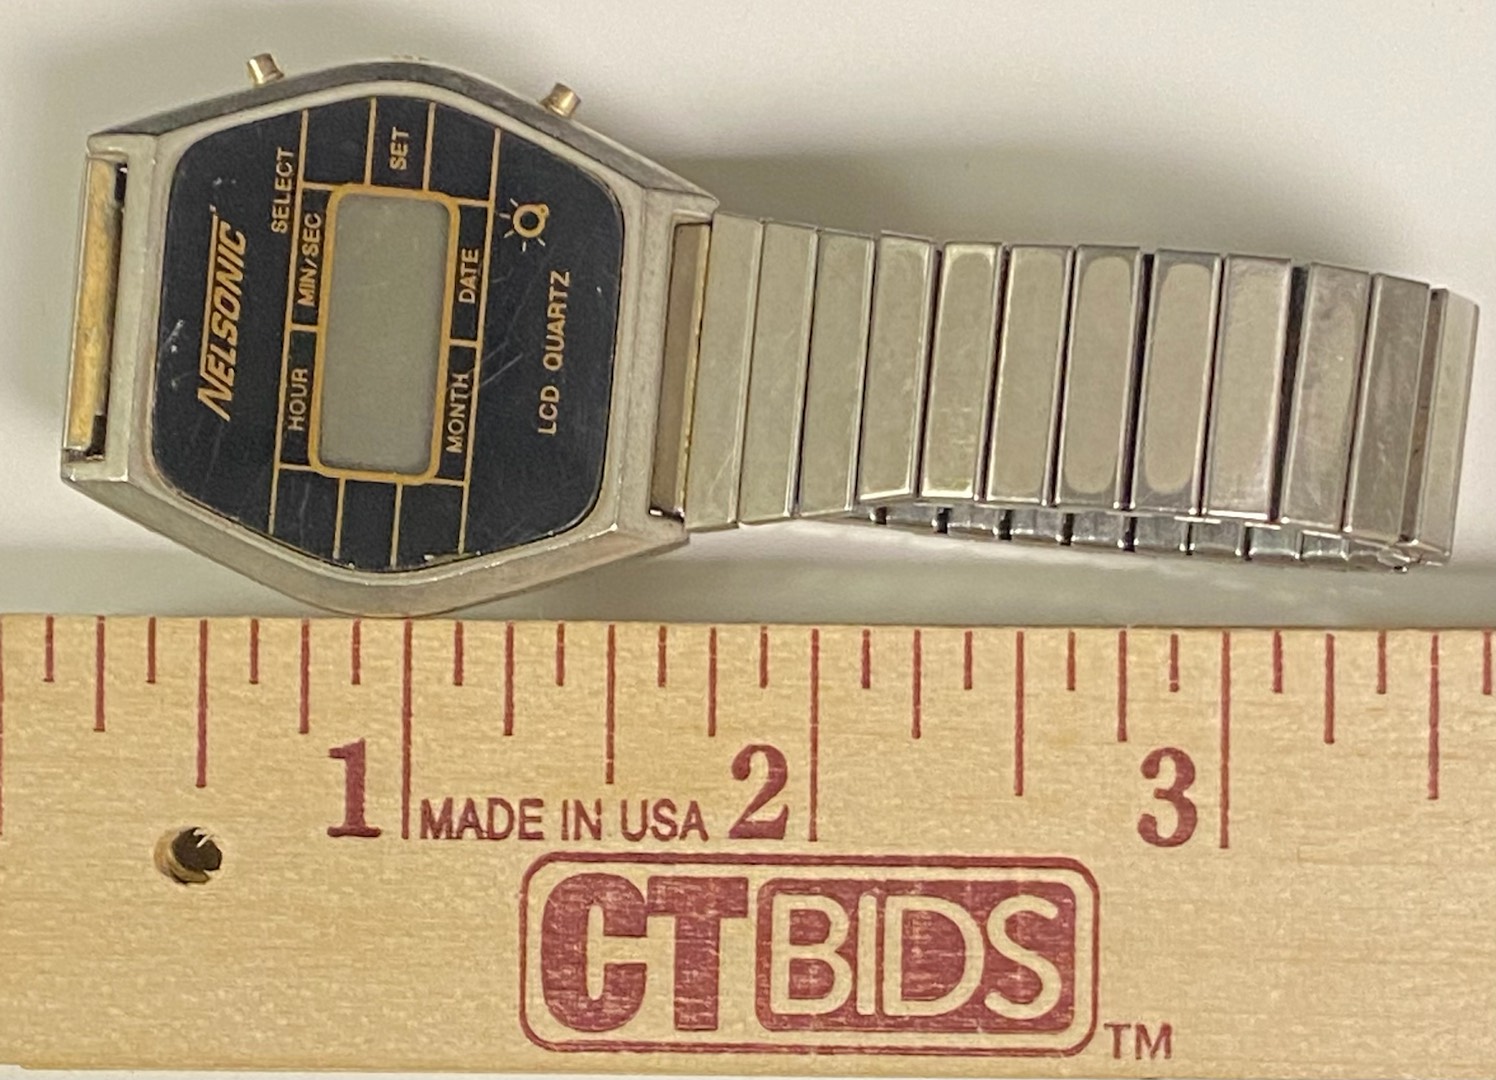 NELSONIC
SELECT
HOUR MIN/SEC
SET
MONTH DATE
LCD QUARTZ
1 2 3
MADE IN USA
CTBIDS TM